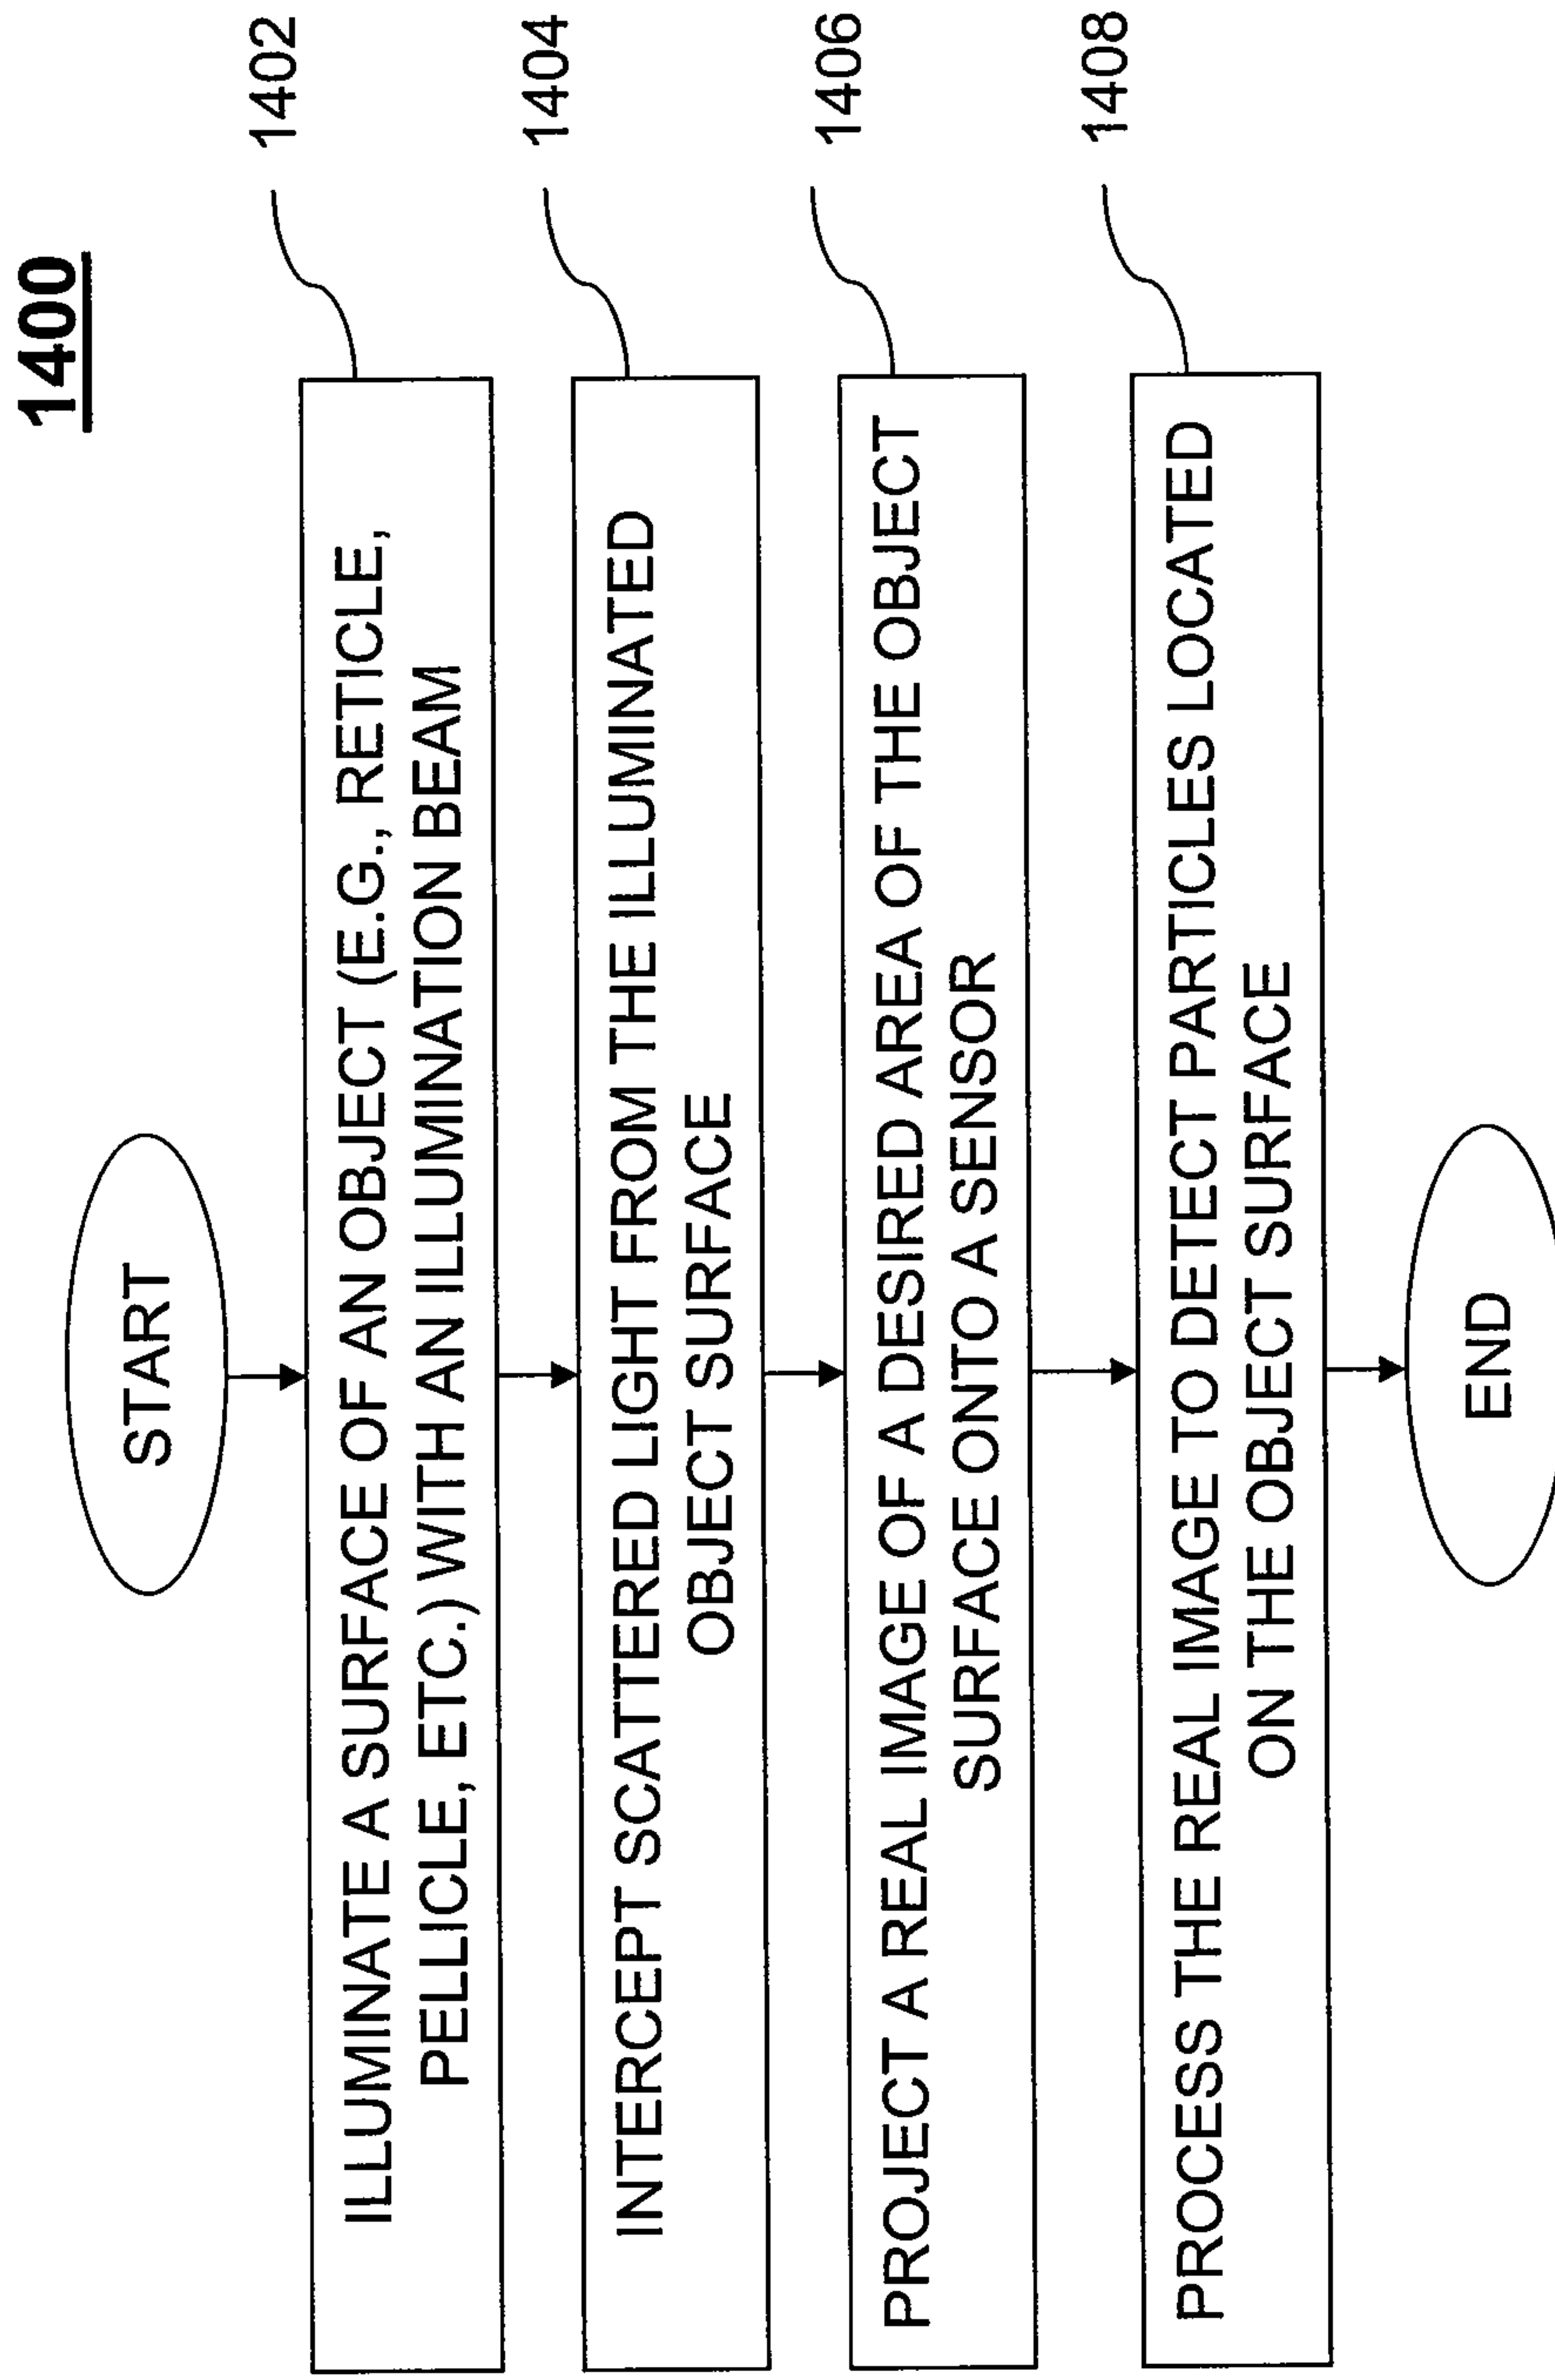 1400
START
ILLUMINATE A SURFACE OF AN OBJECT (E.G., RETICLE,
PELLICLE, ETC.) WITH AN ILLUMINATION BEAM
1402
INTERCEPT SCATTERED LIGHT FROM THE ILLUMINATED
OBJECT SURFACE
1404
PROJECT A REAL IMAGE OF A DESIRED AREA OF THE OBJECT
SURFACE ONTO A SENSOR
1406
PROCESS THE REAL IMAGE TO DETECT PARTICLES LOCATED
ON THE OBJECT SURFACE
1408
END